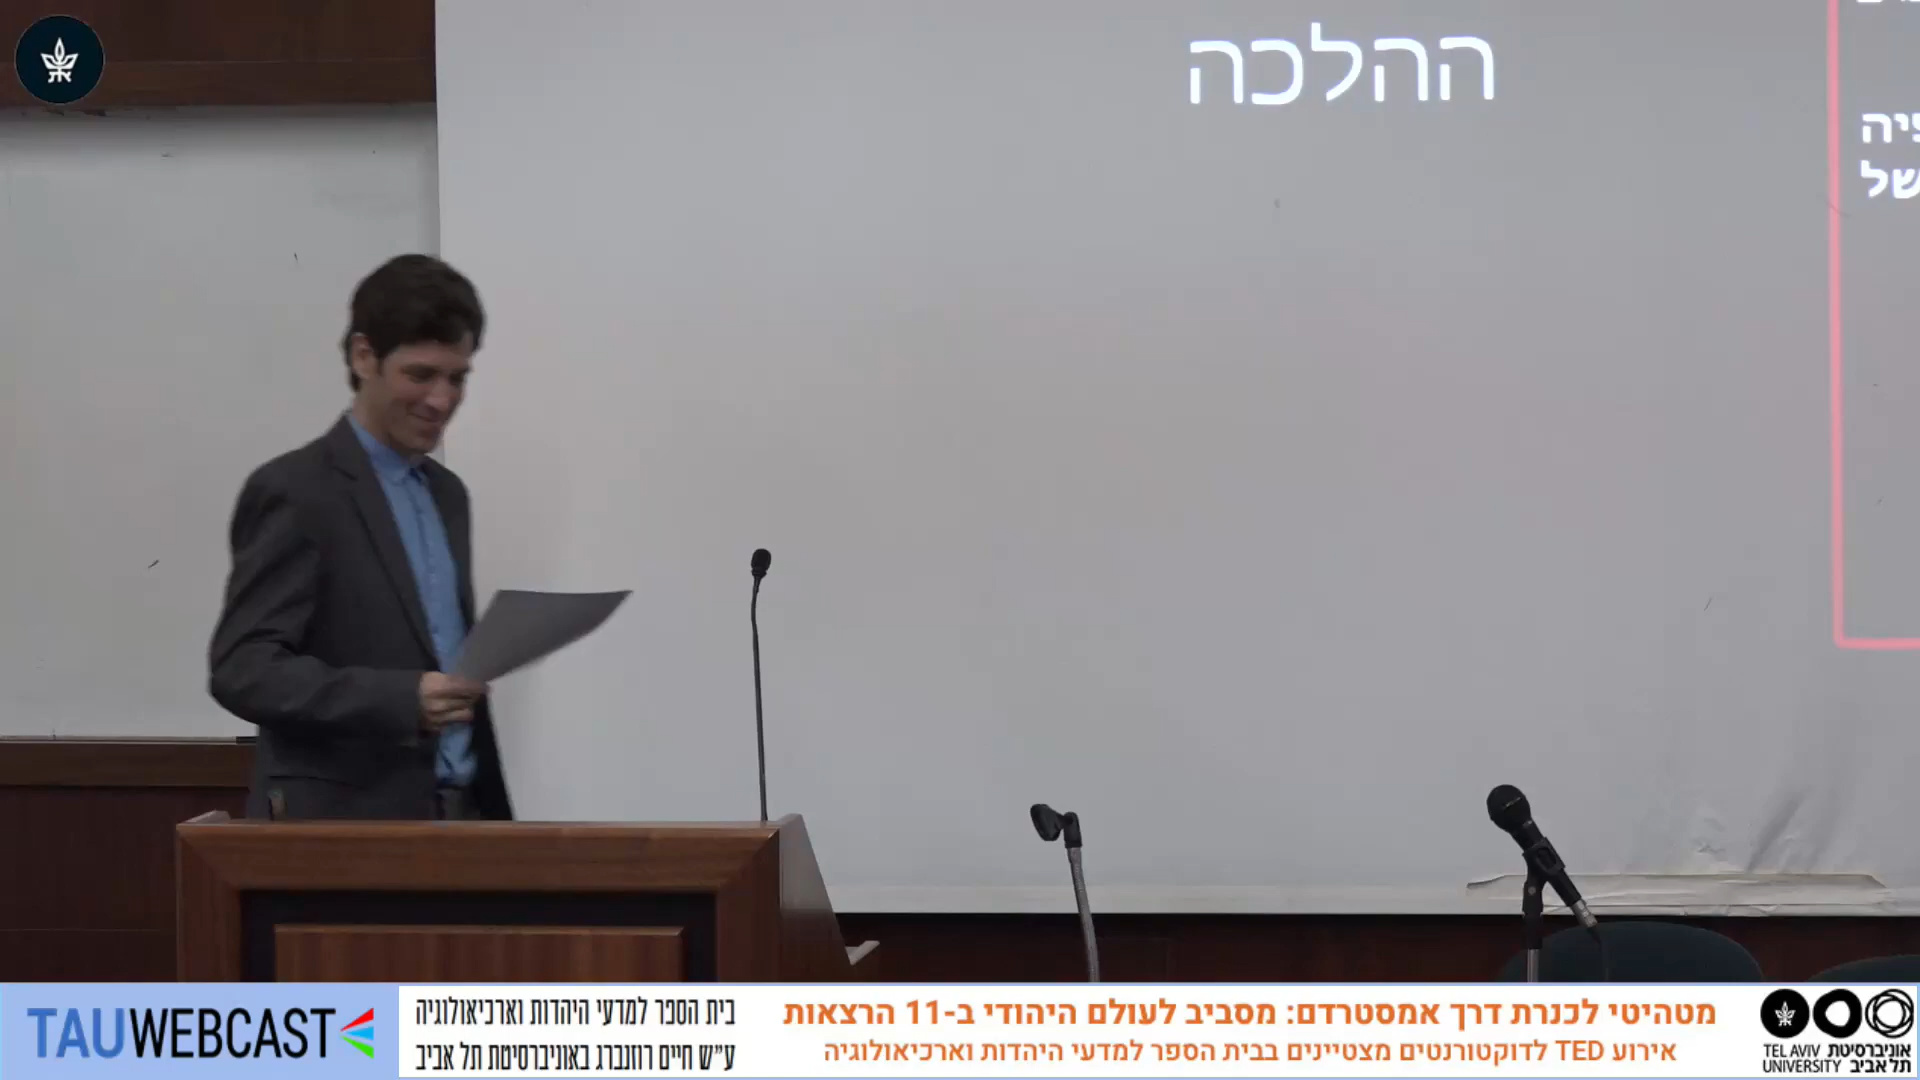 ההלכה
של
TAUWEBCAST
בית הספר למדעי היהדות וארכיאולוגיה
ע״ש חיים רוזנברג באוניברסיטת תל אביב
מטהיטי לכנרת דרך אמסטרדם: מסביב לעולם היהודי ב-11 הרצאות
אירוע TED לדוקטורנטים מצטיינים בבית הספר למדעי היהדות וארכיאולוגיה
TEL AVIV אוניברסיטת
UNIVERSITY תל אביב